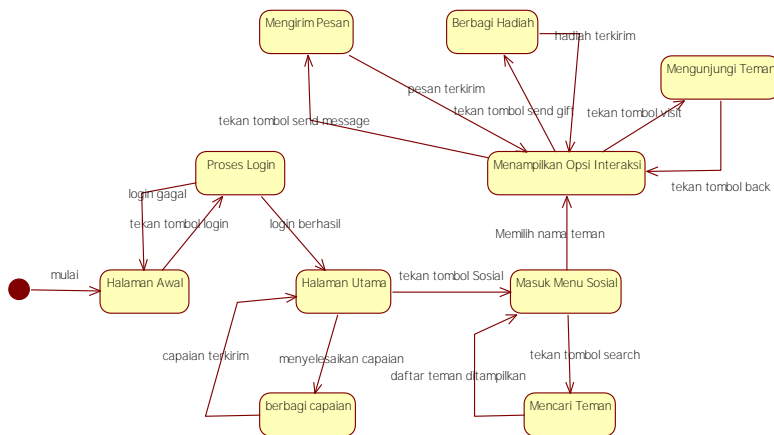 Mengirim Pesan
Berbagi Hadiah
hadiah terkirim
Mengunjungi Teman
pesan terkirim
tekan tombol send gift
tekan tombol visit
tekan tombol send message
Proses Login
Menampilkan Opsi Interaksi
login gagal
tekan tombol back
tekan tombol login
login berhasil
Memilih nama teman
mulai
Halaman Awal
Halaman Utama
tekan tombol Sosial
Masuk Menu Sosial
capaian terkirim
menyelesaikan capaian
tekan tombol search
daftar teman ditampilkan
berbagi capaian
Mencari Teman